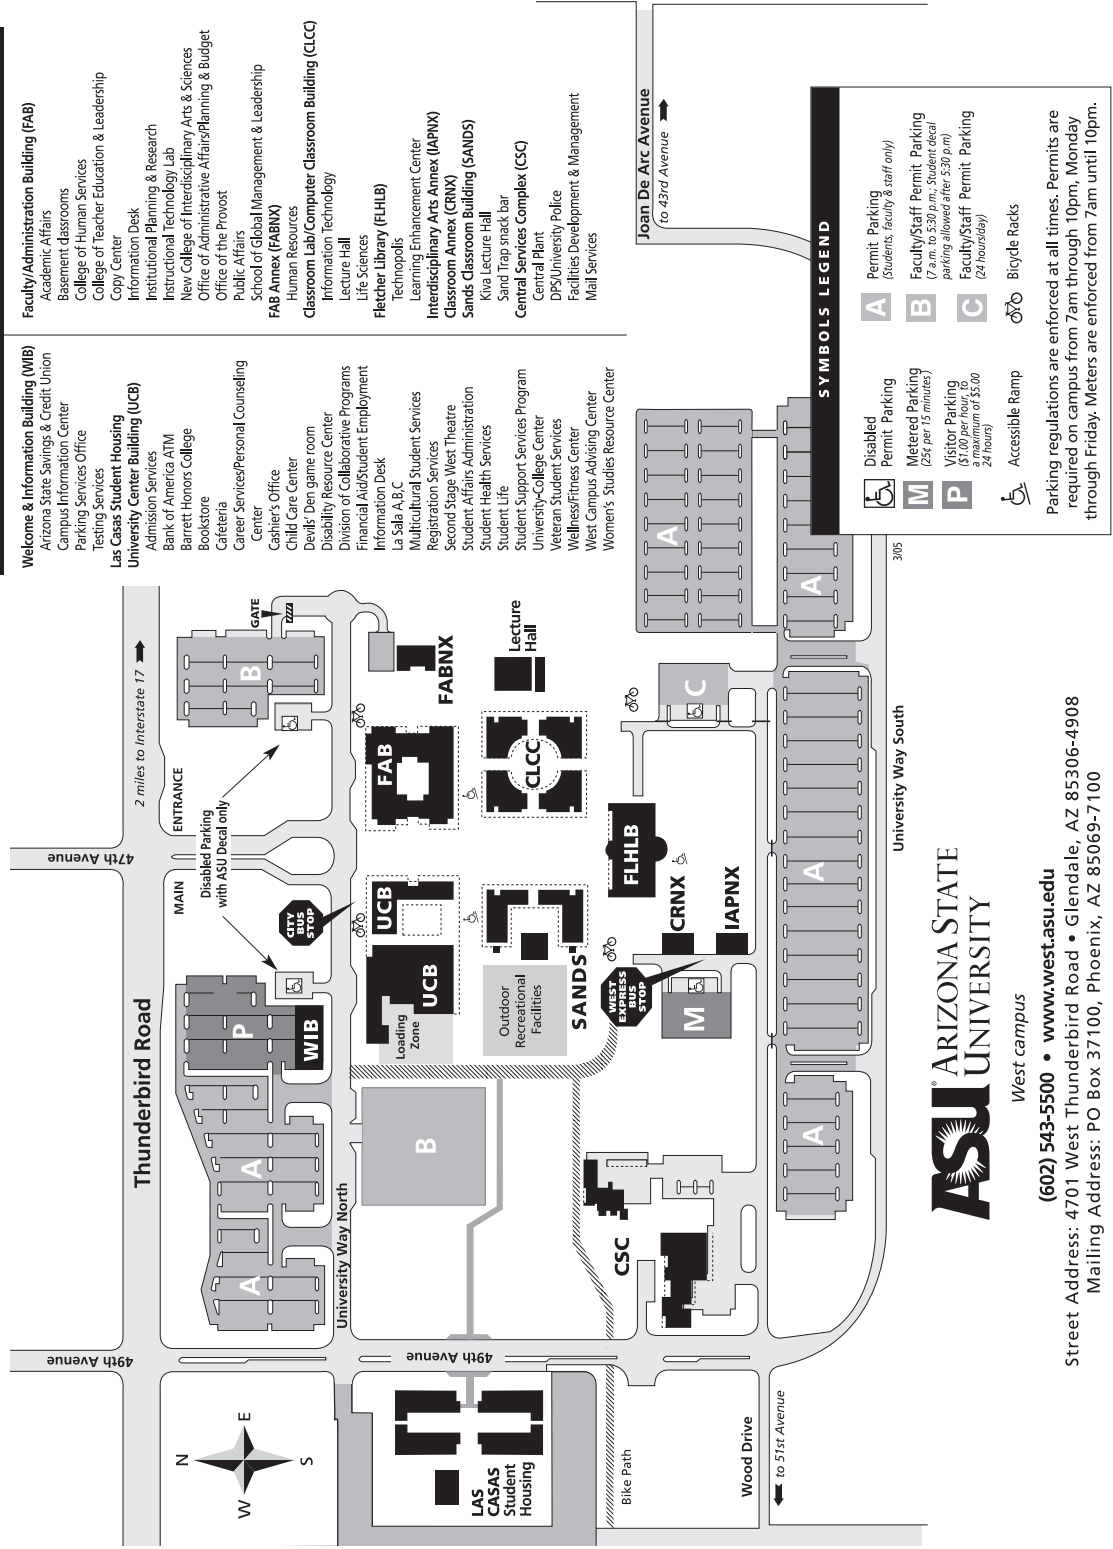 Welcome & Information Building (WIB)
Arizona State Savings & Credit Union
Campus Information Center
Parking Services Office
Testing Services
Las Casas Student Housing
University Center Building (UCB)
Admission Services
Bank of America ATM
Barrett Honors College
Bookstore
Cafeteria
Career Services/Personal Counseling
Center
Cashier's Office
Child Care Center
Devils' Den game room
Disability Resource Center
Division of Collaborative Programs
Financial Aid/Student Employment
Information Desk
La Sala A,B,C
Multicultural Student Services
Registration Services
Second Stage West Theatre
Student Affairs Administration
Student Health Services
Student Life
Student Support Services Program
University-College Center
Veteran Student Services
Wellness/Fitness Center
West Campus Advising Center
Women's Studies Resource Center
Faculty/Administration Building (FAB)
Academic Affairs
Basement classrooms
College of Human Services
College of Teacher Education & Leadership
Copy Center
Information Desk
Institutional Planning & Research
Instructional Technology Lab
New College of Interdisciplinary Arts & Sciences
Office of Administrative Affairs/Planning & Budget
Office of the Provost
Public Affairs
School of Global Management & Leadership
FAB Annex (FABNX)
Human Resources
Classroom Lab/Computer Classroom Building (CLCC)
Information Technology
Lecture Hall
Life Sciences
Fletcher Library (FLHLB)
Technopolis
Learning Enhancement Center
Interdisciplinary Arts Annex (IAPNX)
Classroom Annex (CRNX)
Sands Classroom Building (SANDS)
Kiva Lecture Hall
Sand Trap snack bar
Central Services Complex (CSC)
Central Plant
DPS/University Police
Facilities Development & Management
Mail Services
49th Avenue
47th Avenue
Thunderbird Road
2 miles to Interstate 17
MAIN
ENTRANCE
Disabled Parking
with ASU Decal only
N
W
E
S
A
A
P
WIB
CITY
BUS
STOP
B
GATE
University Way North
B
Loading
Zone
UCB
UCB
FAB
FABNX
49th Avenue
LAS
CASAS
Student
Housing
Outdoor
Recreational
Facilities
SANDS
CLCC
Lecture
Hall
Bike Path
CSC
WEST
EXPRESS
BUS
STOP
M
CRNX
IAPNX
FLHLB
C
A
Joan De Arc Avenue
to 43rd Avenue
Wood Drive
to 51st Avenue
A
A
A
University Way South
3/05
SYMBOLS LEGEND
Disabled
Permit Parking
M
Metered Parking
(25¢ per 15 minutes)
P
Visitor Parking
($1.00 per hour, to
a maximum of $5.00
24 hours)
Accessible Ramp
A
Permit Parking
(Students, faculty & staff only)
B
Faculty/Staff Permit Parking
(7 a.m. to 5:30 p.m; Student decal
parking allowed after 5:30 p.m)
C
Faculty/Staff Permit Parking
(24 hours/day)
Bicycle Racks
Parking regulations are enforced at all times. Permits are
required on campus from 7am through 10pm, Monday
through Friday. Meters are enforced from 7am until 10pm.
ASU® ARIZONA STATE
UNIVERSITY
West campus
(602) 543-5500 • www.west.asu.edu
Street Address: 4701 West Thunderbird Road • Glendale, AZ 85306-4908
Mailing Address: PO Box 37100, Phoenix, AZ 85069-7100